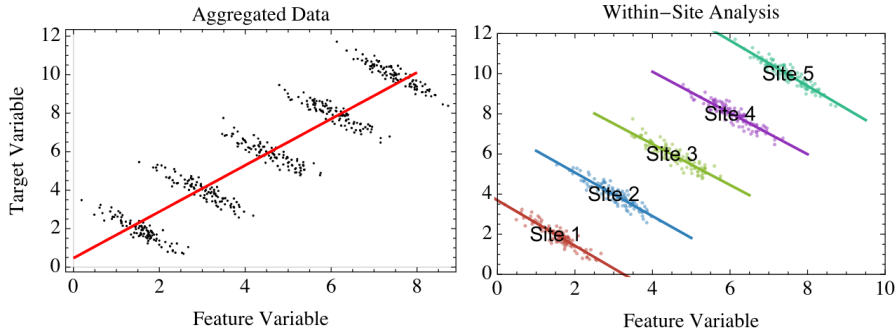 Aggregated Data
12
10
8
6
4
2
0
0 2 4 6 8
Target Variable
Feature Variable
Within-Site Analysis
12
10
8
6
4
2
0
0 2 4 6 8 10
Site 5
Site 4
Site 3
Site 2
Site 1
Feature Variable